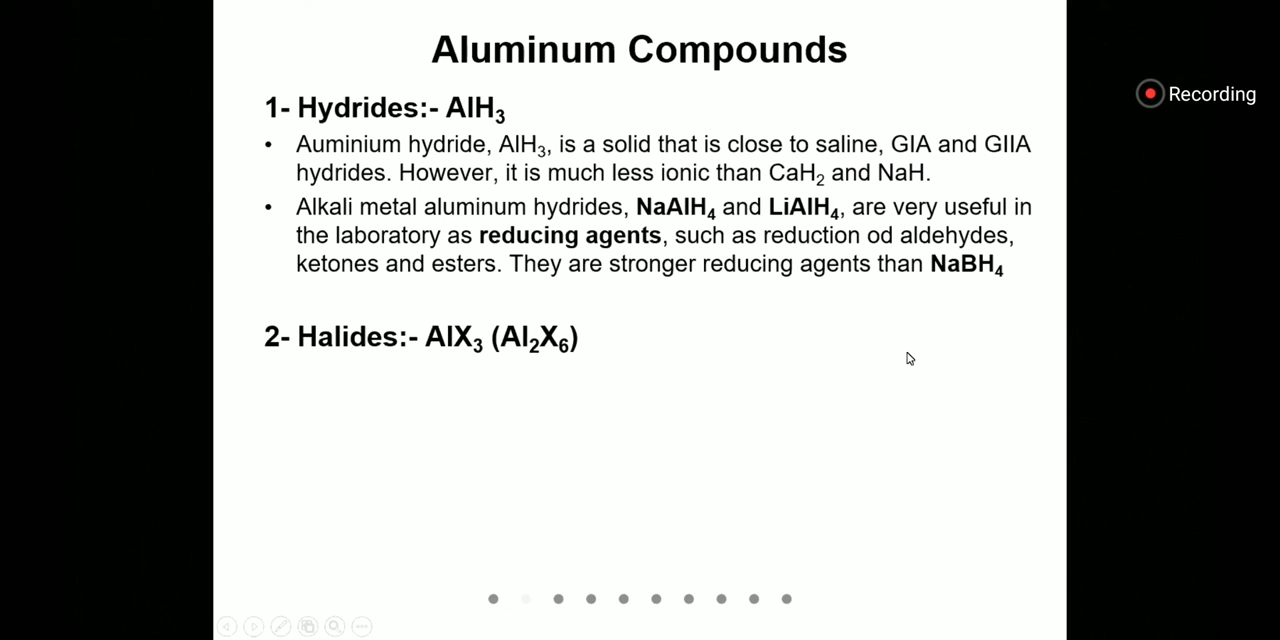 Aluminum Compounds
Recording
1- Hydrides:- AlH₃
• Auminium hydride, AlH₃, is a solid that is close to saline, GIA and GIIA
hydrides. However, it is much less ionic than CaH₂ and NaH.
• Alkali metal aluminum hydrides, NaAlH₄ and LiAlH₄, are very useful in
the laboratory as reducing agents, such as reduction od aldehydes,
ketones and esters. They are stronger reducing agents than NaBH₄
2- Halides:- AlX₃ (Al₂X₆)